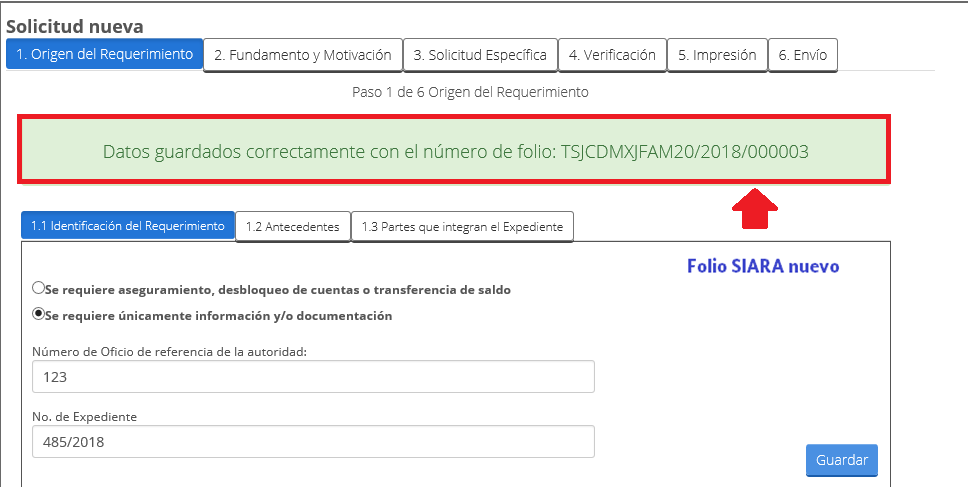 Solicitud nueva
1. Origen del Requerimiento 2. Fundamento y Motivación 3. Solicitud Específica 4. Verificación 5. Impresión 6. Envío
Paso 1 de 6 Origen del Requerimiento
Datos guardados correctamente con el número de folio: TSJCDMXJFAM20/2018/000003
1.1 Identificación del Requerimiento 1.2 Antecedentes 1.3 Partes que integran el Expediente
Folio SIARA nuevo
Se requiere aseguramiento, desbloqueo de cuentas o transferencia de saldo
Se requiere únicamente información y/o documentación
Número de Oficio de referencia de la autoridad:
123
No. de Expediente
485/2018
Guardar